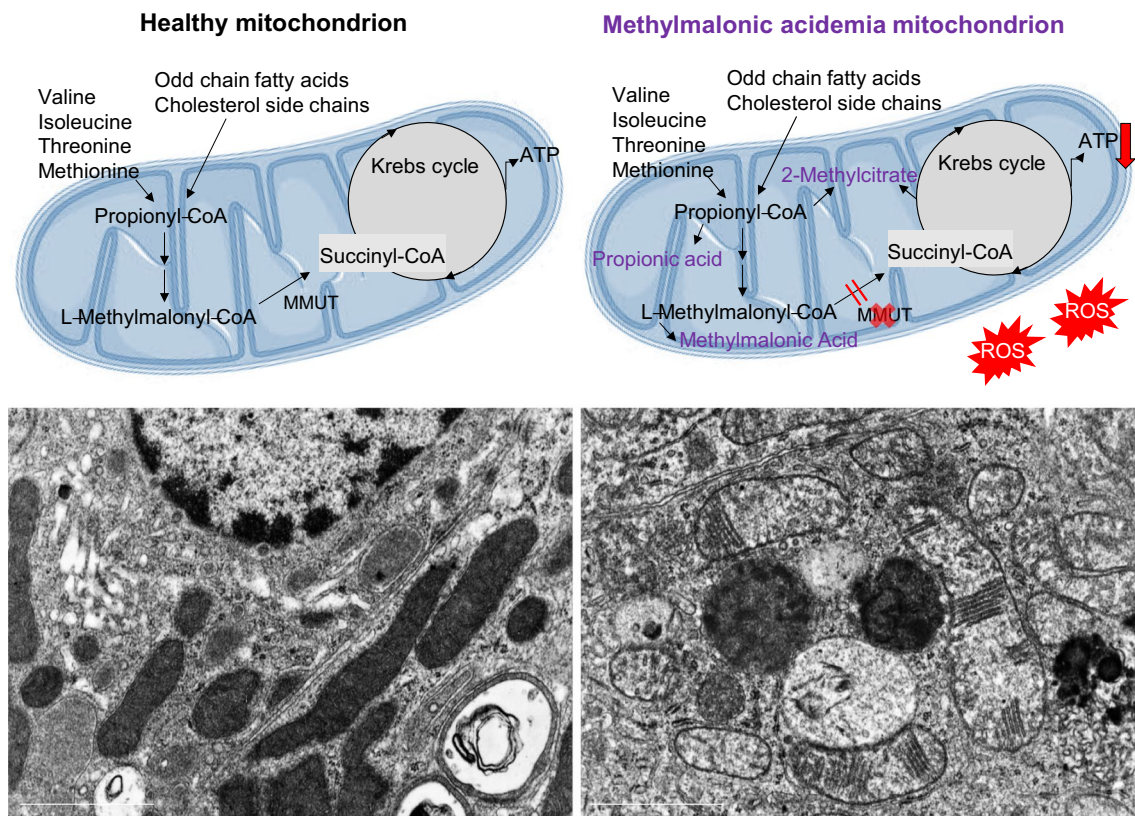 Healthy mitochondrion
Odd chain fatty acids
Cholesterol side chains
Valine
Isoleucine
Threonine
Methionine
Krebs cycle
ATP
Propionyl-CoA
Succinyl-CoA
MMUT
L-Methylmalonyl-CoA
Methylmalonic acidemia mitochondrion
Odd chain fatty acids
Cholesterol side chains
Valine
Isoleucine
Threonine
Methionine
Krebs cycle
ATP
2-Methylcitrate
Propionyl-CoA
Propionic acid
Succinyl-CoA
L-Methylmalonyl-CoA
MMUT
Methylmalonic Acid
ROS
ROS